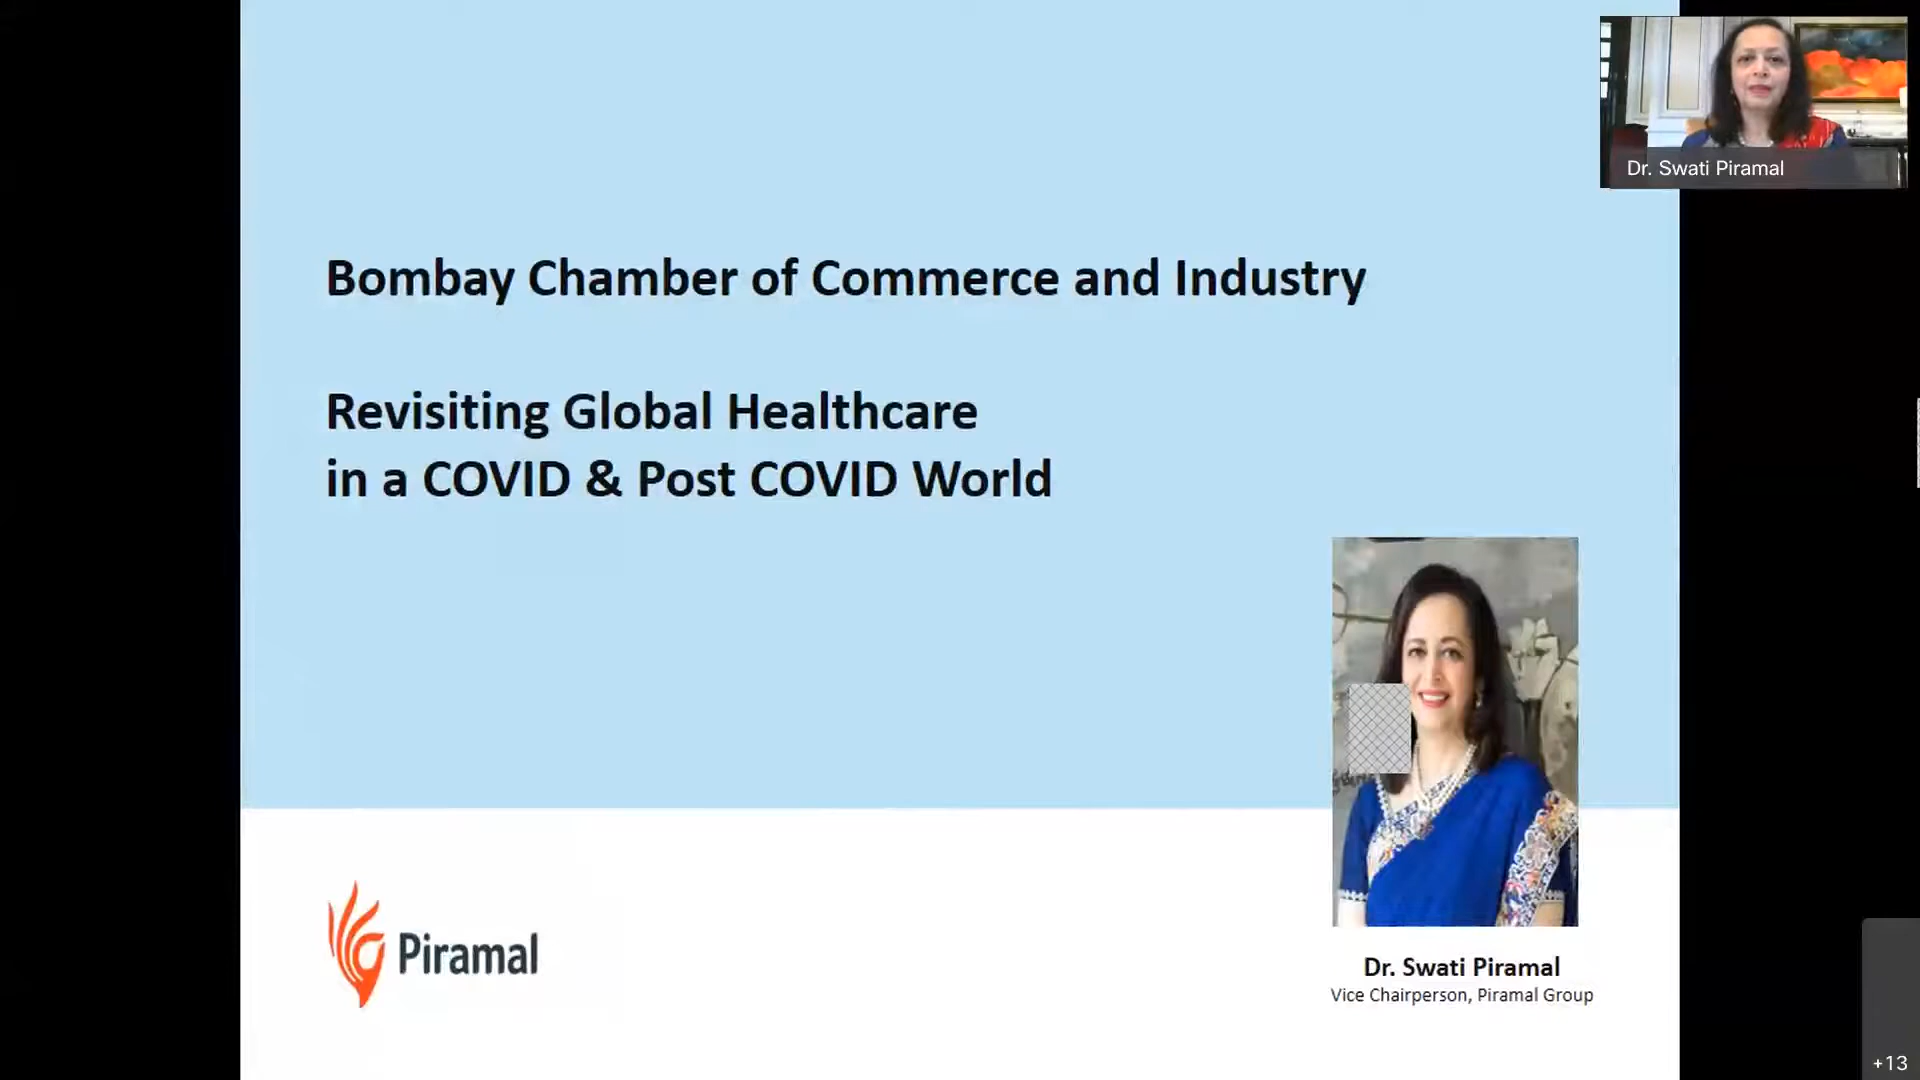 Dr. Swati Piramal
Bombay Chamber of Commerce and Industry
Revisiting Global Healthcare
in a COVID & Post COVID World
Piramal
Dr. Swati Piramal
Vice Chairperson, Piramal Group
+13